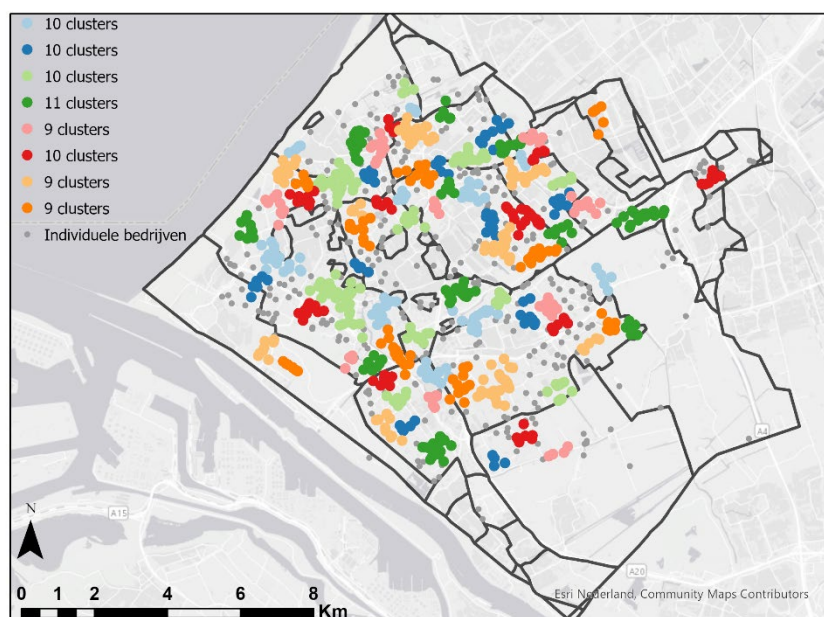 10 clusters
10 clusters
10 clusters
11 clusters
9 clusters
10 clusters
9 clusters
9 clusters
Individuele bedrijven
A4
A15
N
A20
Esri Nederland, Community Maps Contributors
0 1 2 4 6 8
Km